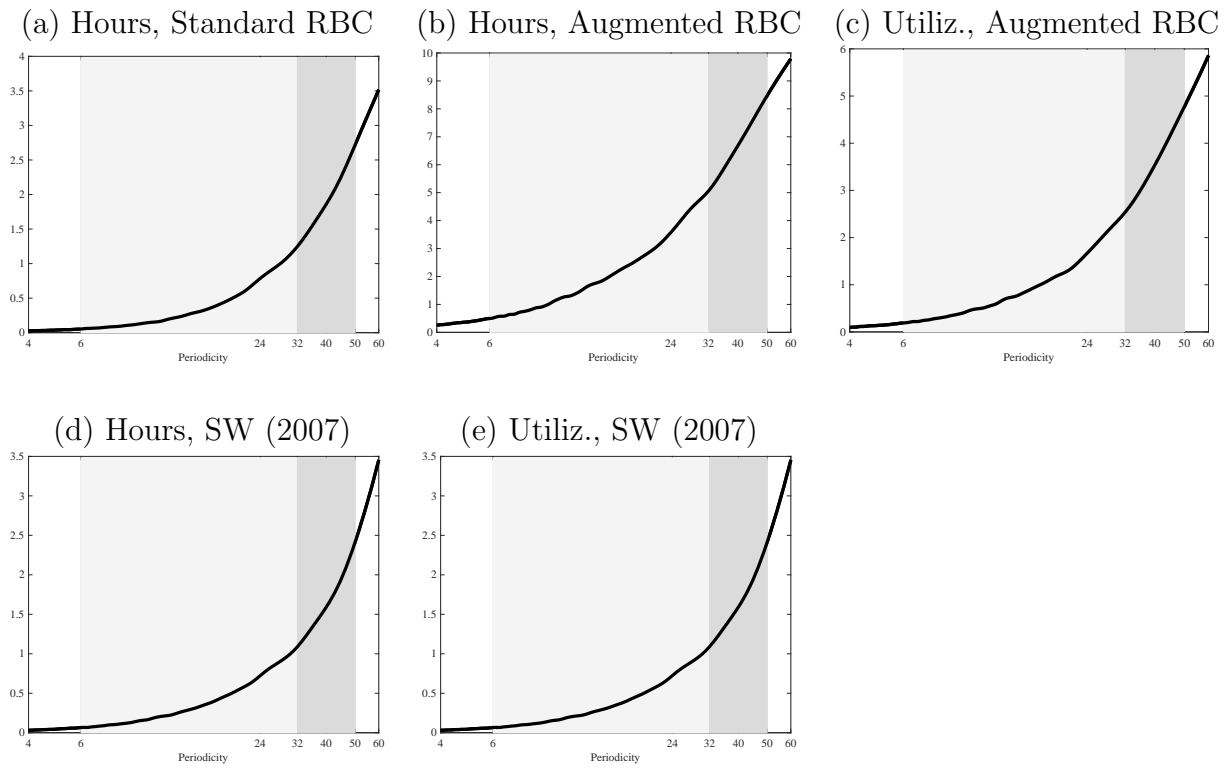 (a) Hours, Standard RBC
(b) Hours, Augmented RBC
(c) Utiliz., Augmented RBC
4
3.5
3
2.5
2
1.5
1
0.5
0
4 6 24 32 40 50 60
Periodicity
10
9
8
7
6
5
4
3
2
1
0
4 6 24 32 40 50 60
Periodicity
6
5
4
3
2
1
0
4 6 24 32 40 50 60
Periodicity
(d) Hours, SW (2007)
(e) Utiliz., SW (2007)
3.5
3
2.5
2
1.5
1
0.5
0
4 6 24 32 40 50 60
Periodicity
3.5
3
2.5
2
1.5
1
0.5
0
4 6 24 32 40 50 60
Periodicity